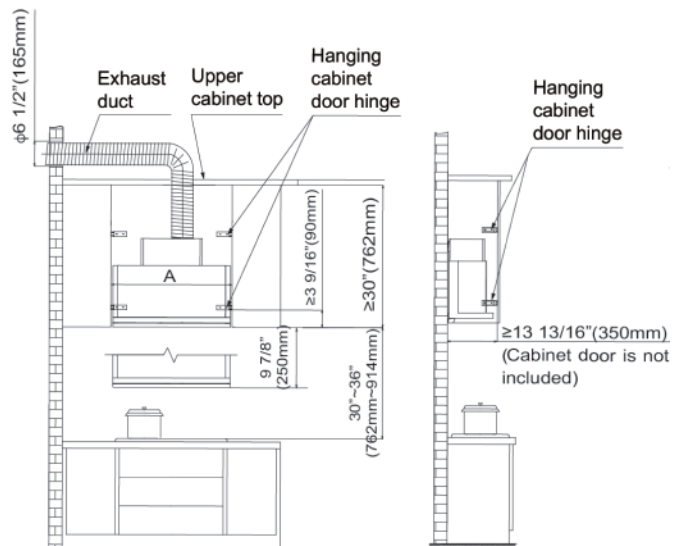 φ6 1/2"(165mm)
Exhaust
duct
Upper
cabinet top
Hanging
cabinet
door hinge
Hanging
cabinet
door hinge
A
≥3 9/16"(90mm)
≥30"(762mm)
9 7/8"
(250mm)
30"~36"
(762mm~914mm)
≥13 13/16"(350mm)
(Cabinet door is not
included)